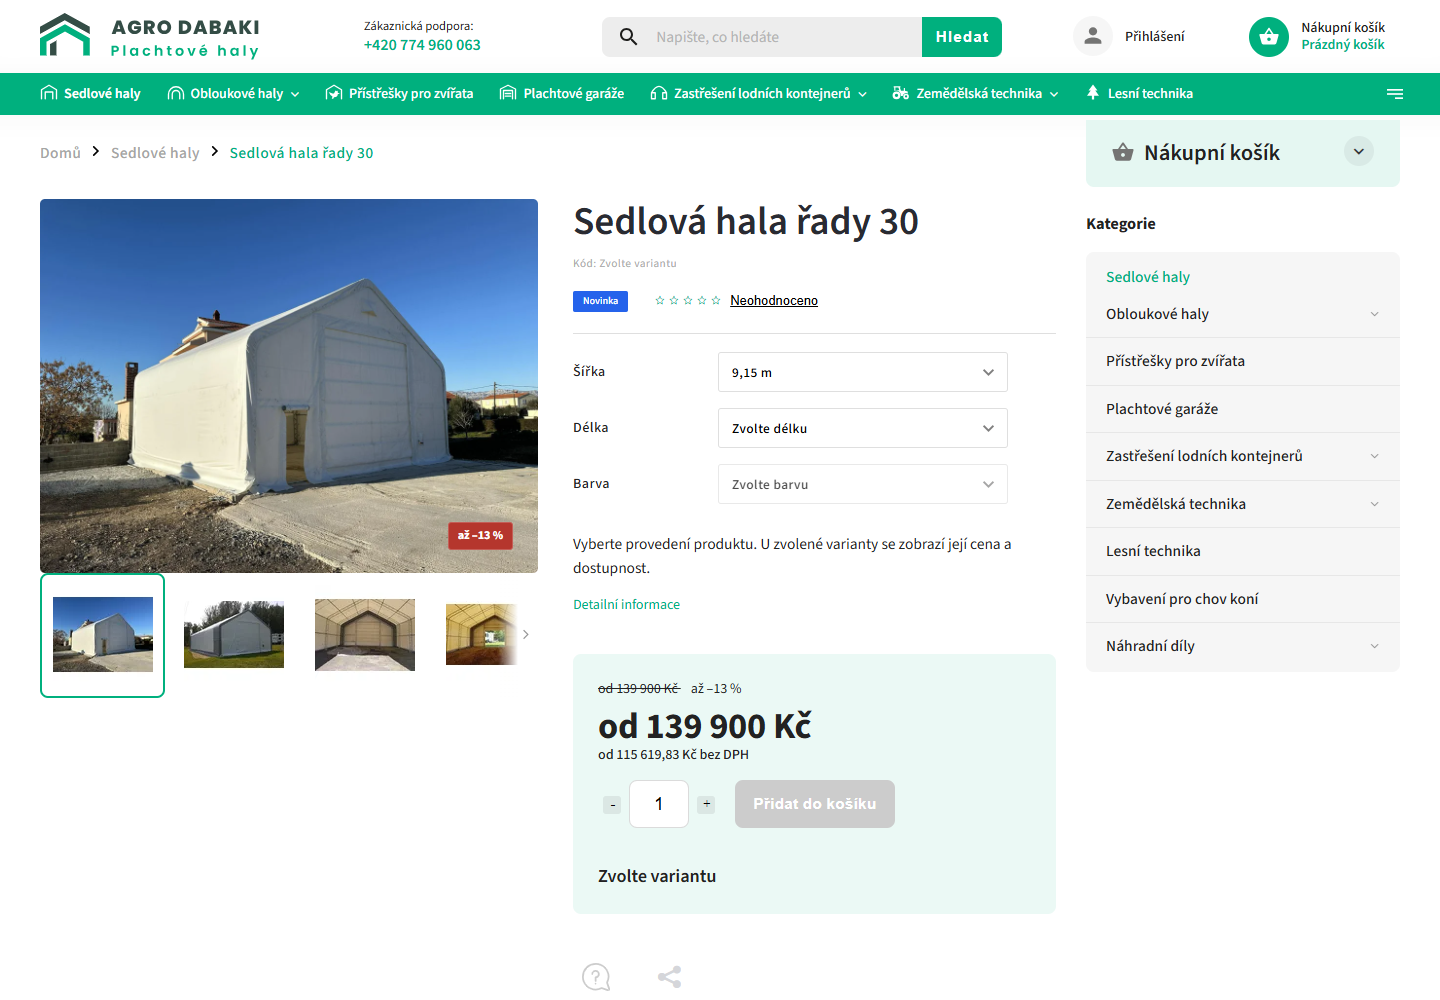 AGRO DABAKI
Plachtové haly
Zákaznická podpora:
+420 774 960 063
Napište, co hledáte
Hledat
Přihlášení
Nákupní košík
Prázdný košík
Sedlové haly
Obloukové haly
Přístřešky pro zvířata
Plachtové garáže
Zastřešení lodních kontejnerů
Zemědělská technika
Lesní technika
Domů
Sedlové haly
Sedlová hala řady 30
až –13 %
Sedlová hala řady 30
Kód: Zvolte variantu
Novinka
Neohodnoceno
Šířka
9,15 m
Délka
Zvolte délku
Barva
Zvolte barvu
Vyberte provedení produktu. U zvolené varianty se zobrazí její cena a
dostupnost.
Detailní informace
od 139 900 Kč až –13 %
od 139 900 Kč
od 115 619,83 Kč bez DPH
- 1 +
Přidat do košíku
Zvolte variantu
Nákupní košík
Kategorie
Sedlové haly
Obloukové haly
Přístřešky pro zvířata
Plachtové garáže
Zastřešení lodních kontejnerů
Zemědělská technika
Lesní technika
Vybavení pro chov koní
Náhradní díly